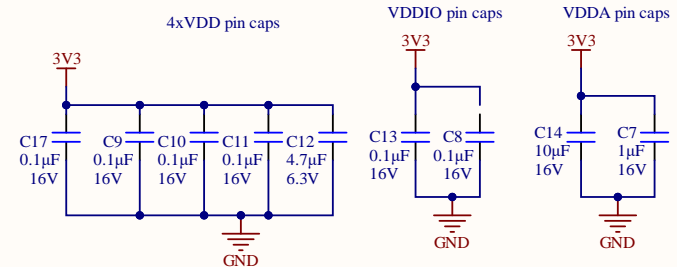 4xVDD pin caps
VDDIO pin caps
VDDA pin caps
3V3
3V3
3V3
C17
0.1µF
16V
C9
0.1µF
16V
C10
0.1µF
16V
C11
0.1µF
16V
C12
4.7µF
6.3V
C13
0.1µF
16V
C8
0.1µF
16V
C14
10µF
16V
C7
1µF
16V
GND
GND
GND